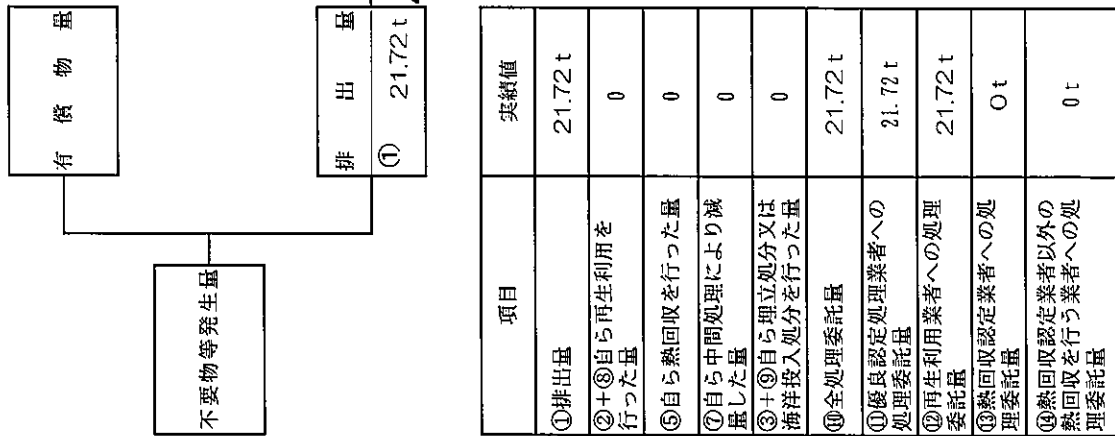 有償物量
不要物等発生量
排出量
① 21.72t
項目 実績値
①排出量 21.72t
②+⑧自ら再生利用を
行った量 0
⑤自ら熱回収を行った量 0
⑦自ら中間処理により減
量した量 0
③+⑨自ら埋立処分又は
海洋投入処分を行った量 0
⑩全処理委託量 21.72t
⑪優良認定処理業者への
処理委託量 21.72t
⑫再生利用業者への処理
委託量 21.72t
⑬熱回収認定業者への処
理委託量 0t
⑭熱回収認定業者以外の
熱回収を行う業者への処
理委託量 0t